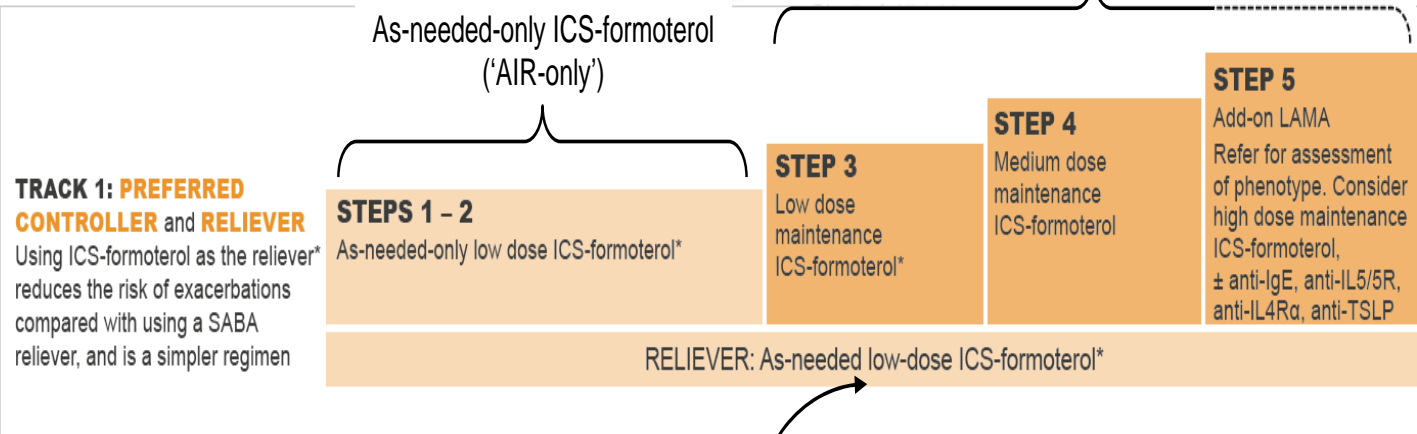 As-needed-only ICS-formoterol
(‘AIR-only’)
TRACK 1: PREFERRED
CONTROLLER and RELIEVER
Using ICS-formoterol as the reliever*
reduces the risk of exacerbations
compared with using a SABA
reliever, and is a simpler regimen
STEPS 1 – 2
As-needed-only low dose ICS-formoterol*
STEP 3
Low dose
maintenance
ICS-formoterol*
STEP 4
Medium dose
maintenance
ICS-formoterol
STEP 5
Add-on LAMA
Refer for assessment
of phenotype. Consider
high dose maintenance
ICS-formoterol,
± anti-IgE, anti-IL5/5R,
anti-IL4Rα, anti-TSLP
RELIEVER: As-needed low-dose ICS-formoterol*